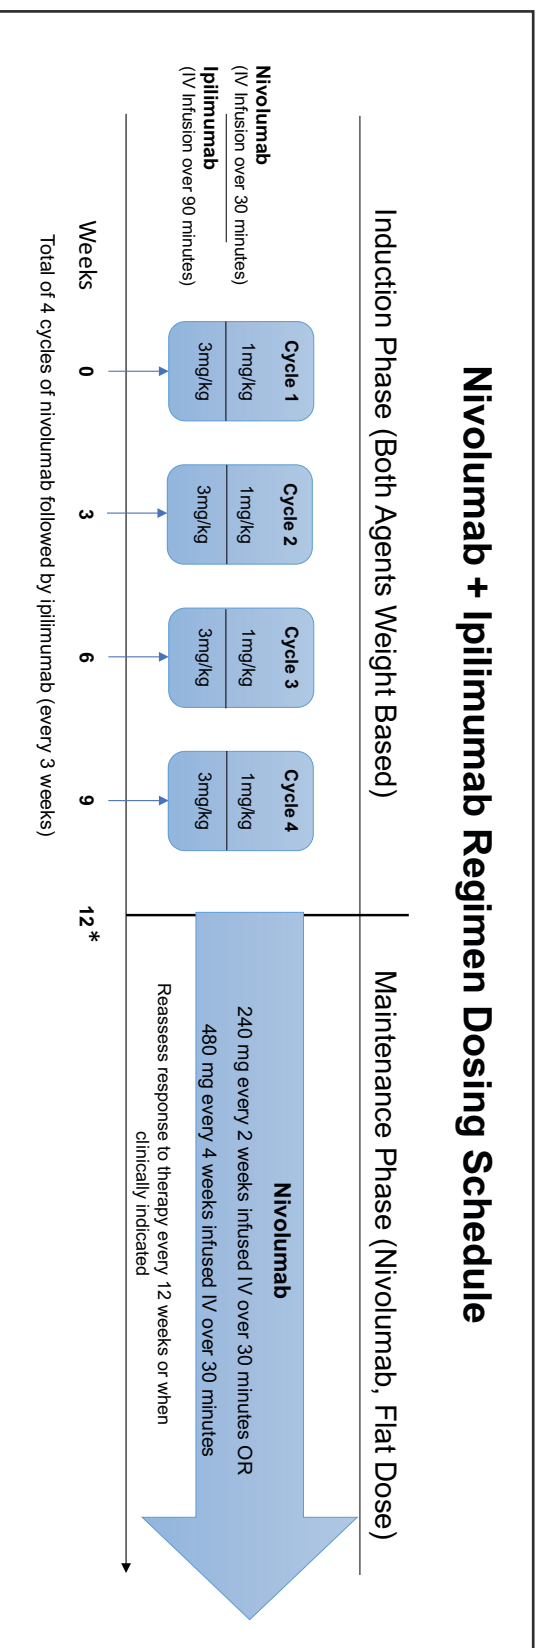 Nivolumab + Ipilimumab Regimen Dosing Schedule
Induction Phase (Both Agents Weight Based)
Maintenance Phase (Nivolumab, Flat Dose)
Nivolumab
(IV Infusion over 30 minutes)
Ipilimumab
(IV Infusion over 90 minutes)
Cycle 1
1mg/kg
3mg/kg
Cycle 2
1mg/kg
3mg/kg
Cycle 3
1mg/kg
3mg/kg
Cycle 4
1mg/kg
3mg/kg
Nivolumab
240 mg every 2 weeks infused IV over 30 minutes OR
480 mg every 4 weeks infused IV over 30 minutes
Reassess response to therapy every 12 weeks or when
clinically indicated
Weeks 0 3 6 9 12*
Total of 4 cycles of nivolumab followed by ipilimumab (every 3 weeks)